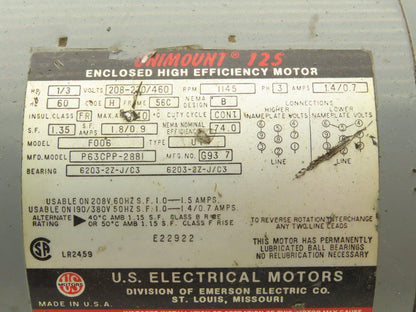 UNIMOUNT® 125
ENCLOSED HIGH EFFICIENCY MOTOR
HP 1/3 VOLTS 208-230/460 RPM 1145 PH 3 AMPS 1.4/0.7
60 CODE H FRAME 56C NEMA DESIGN B
INSUL CLASS F MAX. AMB. DUTY CYCLE CONT
S.F. 1.35 S.F. AMPS 1.8/0.9 NEMA NOMINAL EFFICIENCY 74.0
MODEL F006 TYPE
MFD. MODEL P63CPP-2881 MFG. NO. G93 7
BEARING 6203-2Z-J/C3 6203-2Z-J/C3
CONNECTIONS
HIGHER NAMEPLATE VOLTS LOWER NAMEPLATE VOLTS
LINE LINE
USABLE ON 208V, 60HZ S.F. 1.0 - 1.5 AMPS.
USABLE ON 190/380V 50HZ S.F. 1.0 - 1.4/0.7 AMPS.
ALTERNATE RATING 40°C AMB 1.15 S.F. CLASS B RISE
OR 50°C AMB 1.15 S.F. CLASS F RISE
TO REVERSE ROTATION INTERCHANGE
ANY TWO LINE LEADS
E22922
THIS MOTOR HAS PERMANENTLY
LUBRICATED BALL BEARINGS
NO RELUBRICATION NECESSARY
SA
LR2459
US
MOTORS
U.S. ELECTRICAL MOTORS
DIVISION OF EMERSON ELECTRIC CO.
ST. LOUIS, MISSOURI
MADE IN U.S.A.